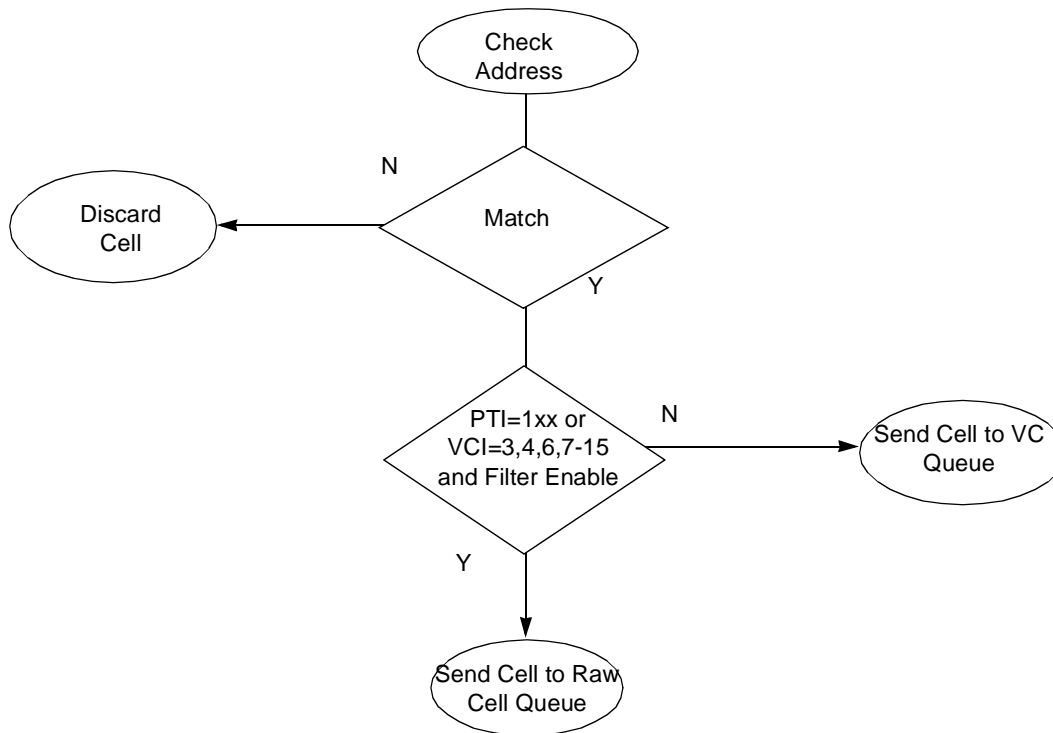 Check
Address
N
Match
Discard
Cell
Y
PTI=1xx or
VCI=3,4,6,7-15
and Filter Enable
N
Send Cell to VC
Queue
Y
Send Cell to Raw
Cell Queue